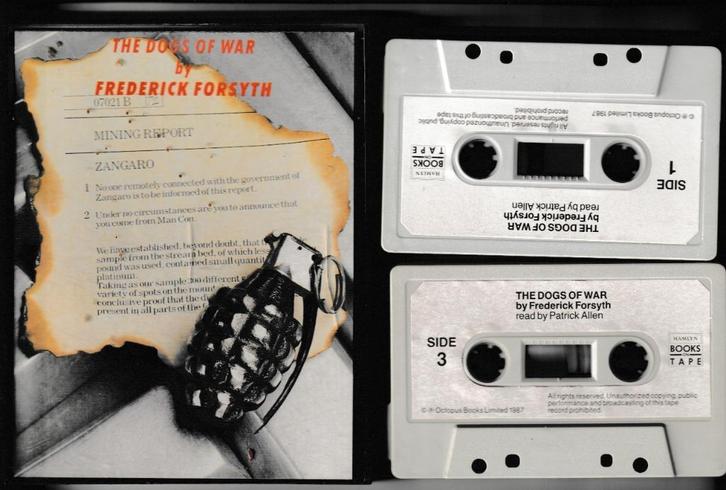 THE DOGS OF WAR
by
FREDERICK FORSYTH
07021 B
MINING REPORT
ZANGARO
1 No one remotely connected with the government of
Zangaro is to be informed of this report.
2 Under no circumstances are you to announce that
you come from Man Con.
We have established, beyond doubt, that
sample from the stream bed, of which less
pound was used, contained small
platinum.
Taking as our sample 200 different
variety of spots on the
conclusive proof that the
present in all parts of the
THE DOGS OF WAR
by Frederick Forsyth
read by Patrick Allen
SIDE
1
HAMLYN
BOOKS
ON
TAPE
All rights reserved. Unauthorized copying, public
performance and broadcasting of this tape
record prohibited.
© ℗ Octopus Books Limited 1987
THE DOGS OF WAR
by Frederick Forsyth
read by Patrick Allen
SIDE
3
HAMLYN
BOOKS
ON
TAPE
All rights reserved. Unauthorized copying, public
performance and broadcasting of this tape
record prohibited.
© ℗ Octopus Books Limited 1987